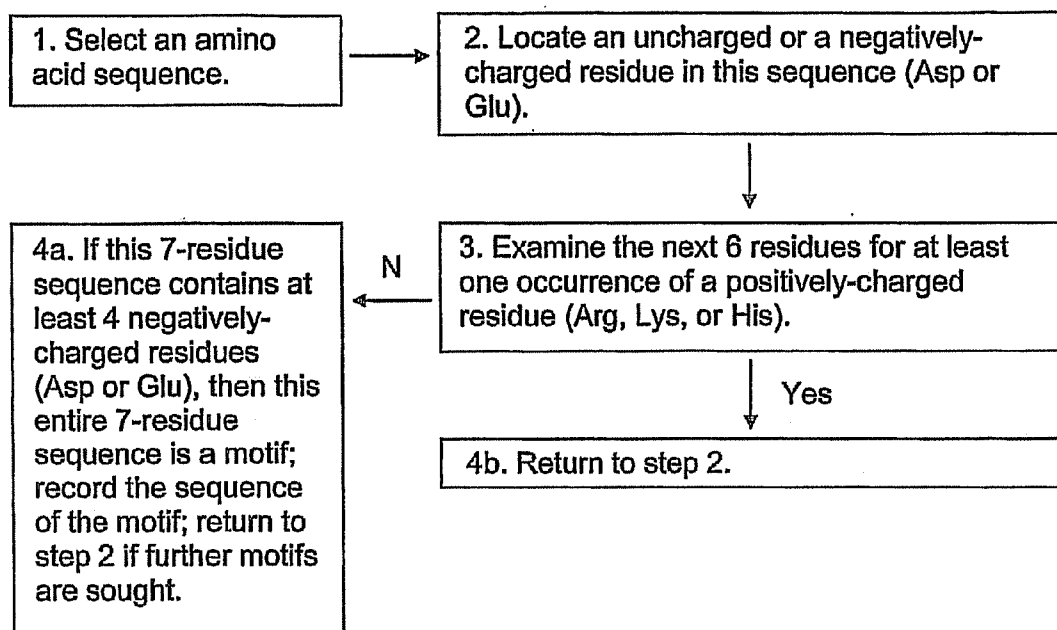 1. Select an amino
acid sequence.
2. Locate an uncharged or a negatively-
charged residue in this sequence (Asp or
Glu).
3. Examine the next 6 residues for at least
one occurrence of a positively-charged
residue (Arg, Lys, or His).
N
4a. If this 7-residue
sequence contains at
least 4 negatively-
charged residues
(Asp or Glu), then this
entire 7-residue
sequence is a motif;
record the sequence
of the motif; return to
step 2 if further motifs
are sought.
Yes
4b. Return to step 2.